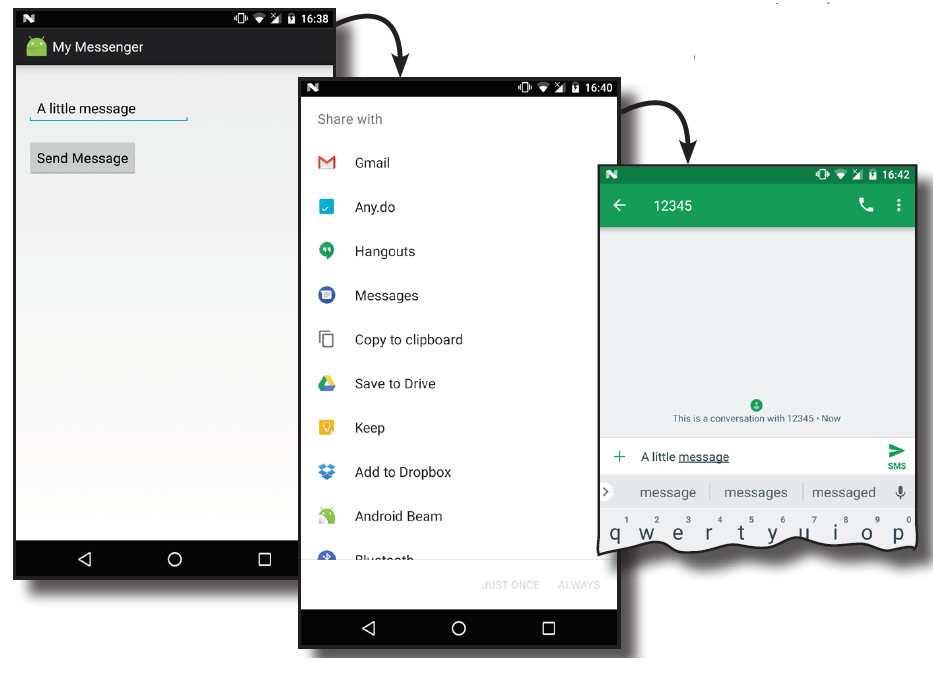 16:38
My Messenger
A little message
Send Message
16:40
Share with
Gmail
Any.do
Hangouts
Messages
Copy to clipboard
Save to Drive
Keep
Add to Dropbox
Android Beam
Bluetooth
JUST ONCE ALWAYS
16:42
12345
This is a conversation with 12345 • Now
A little message
SMS
message messages messaged
1 2 3 4 5 6 7 8 9 0
q w e r t y u i o p